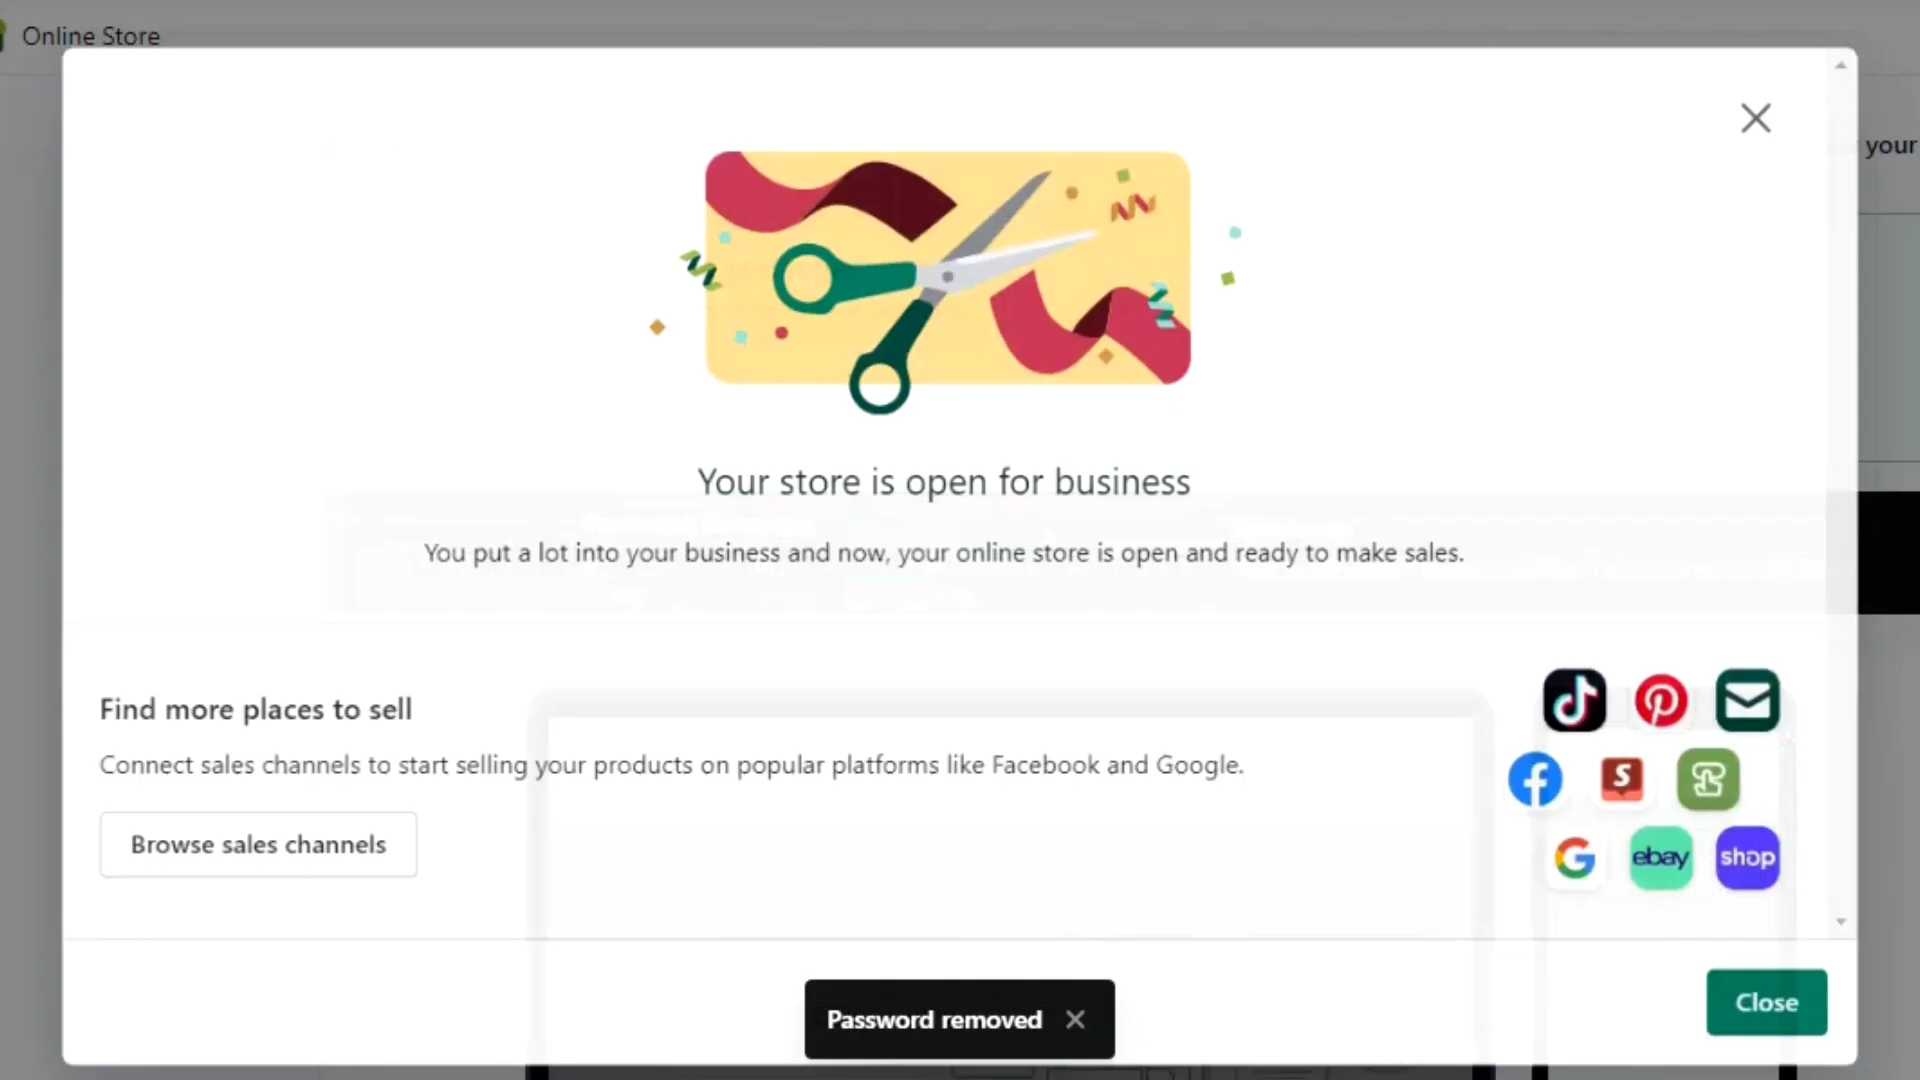 Online Store
your
Your store is open for business
You put a lot into your business and now, your online store is open and ready to make sales.
Find more places to sell
Connect sales channels to start selling your products on popular platforms like Facebook and Google.
Browse sales channels
S
ebay
shop
Password removed
Close